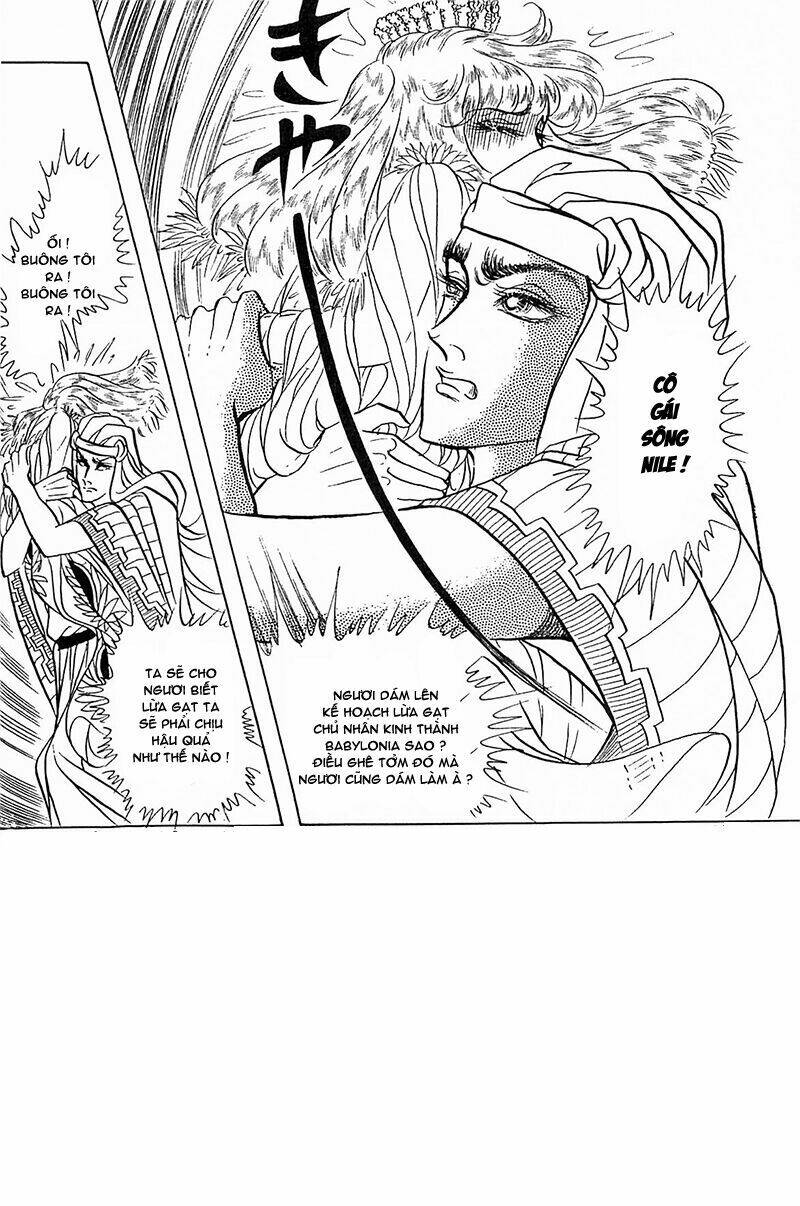 きゃ
CÔ
GÁI
SÔNG
NILE !
NGƯƠI DÁM LÊN
KẾ HOẠCH LỪA GẠT
CHỦ NHÂN KINH THÀNH
BABYLONIA SAO ?
ĐIỀU GHÊ TỞM ĐÓ MÀ
NGƯƠI CŨNG DÁM LÀM À ?
ỐI !
BUÔNG TÔI
RA !
BUÔNG TÔI
RA !
TA SẼ CHO
NGƯƠI BIẾT
LỪA GẠT TA
SẼ PHẢI CHỊU
HẬU QUẢ
NHƯ THẾ NÀO !